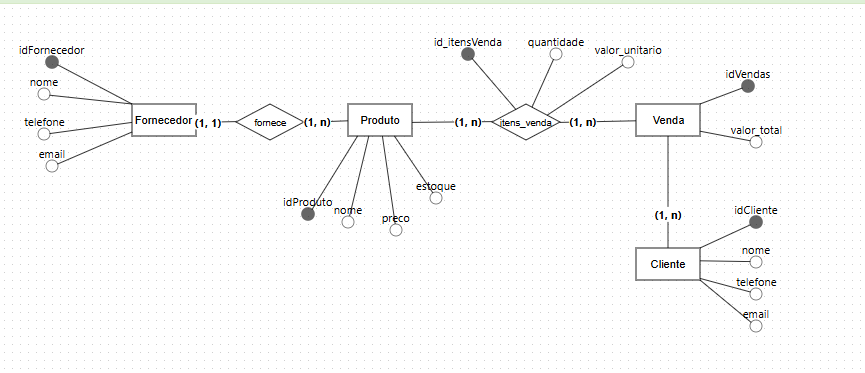 idFornecedor
nome
telefone
email
Fornecedor
(1, 1)
fornece
(1, n)
Produto
idProduto
nome
preco
estoque
(1, n)
itens_venda
id_itensVenda
quantidade
valor_unitario
(1, n)
Venda
idVendas
valor_total
(1, n)
Cliente
idCliente
nome
telefone
email